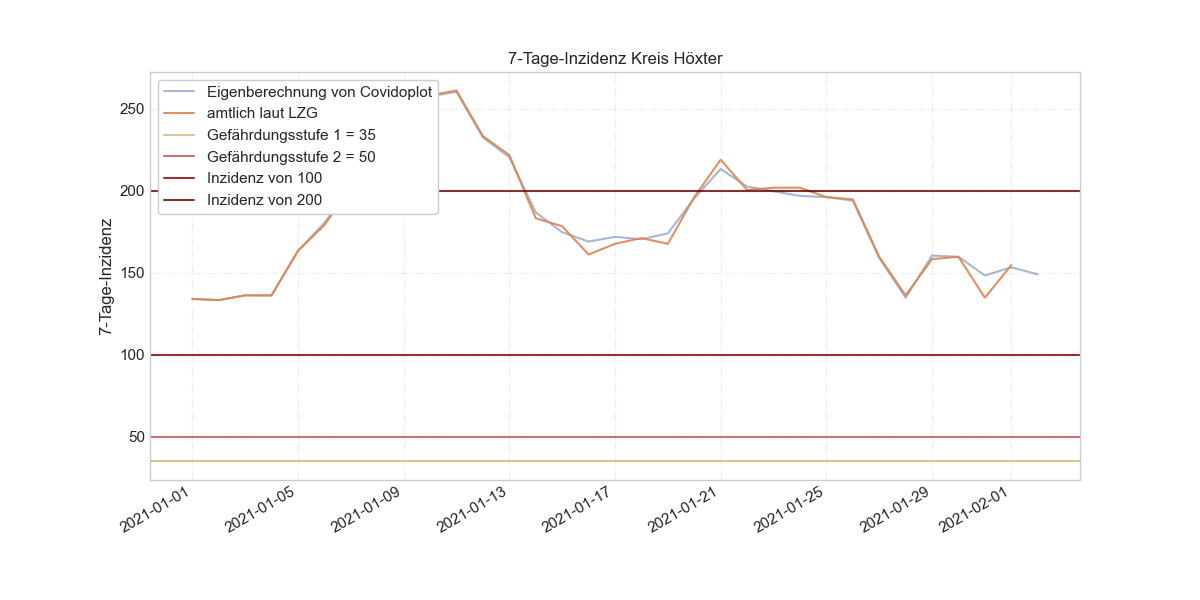 7-Tage-Inzidenz Kreis Höxter
Eigenberechnung von Covidoplot
amtlich laut LZG
Gefährdungsstufe 1 = 35
Gefährdungsstufe 2 = 50
Inzidenz von 100
Inzidenz von 200
7-Tage-Inzidenz
250
200
150
100
50
2021-01-01
2021-01-05
2021-01-09
2021-01-13
2021-01-17
2021-01-21
2021-01-25
2021-01-29
2021-02-01